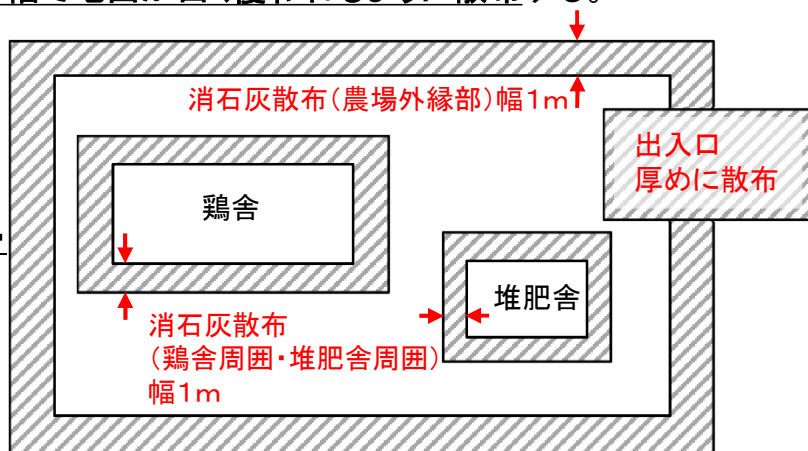 消石灰散布(農場外縁部)幅1m
出入口
厚めに散布
鶏舎
堆肥舎
消石灰散布
(鶏舎周囲・堆肥舎周囲)
幅1m